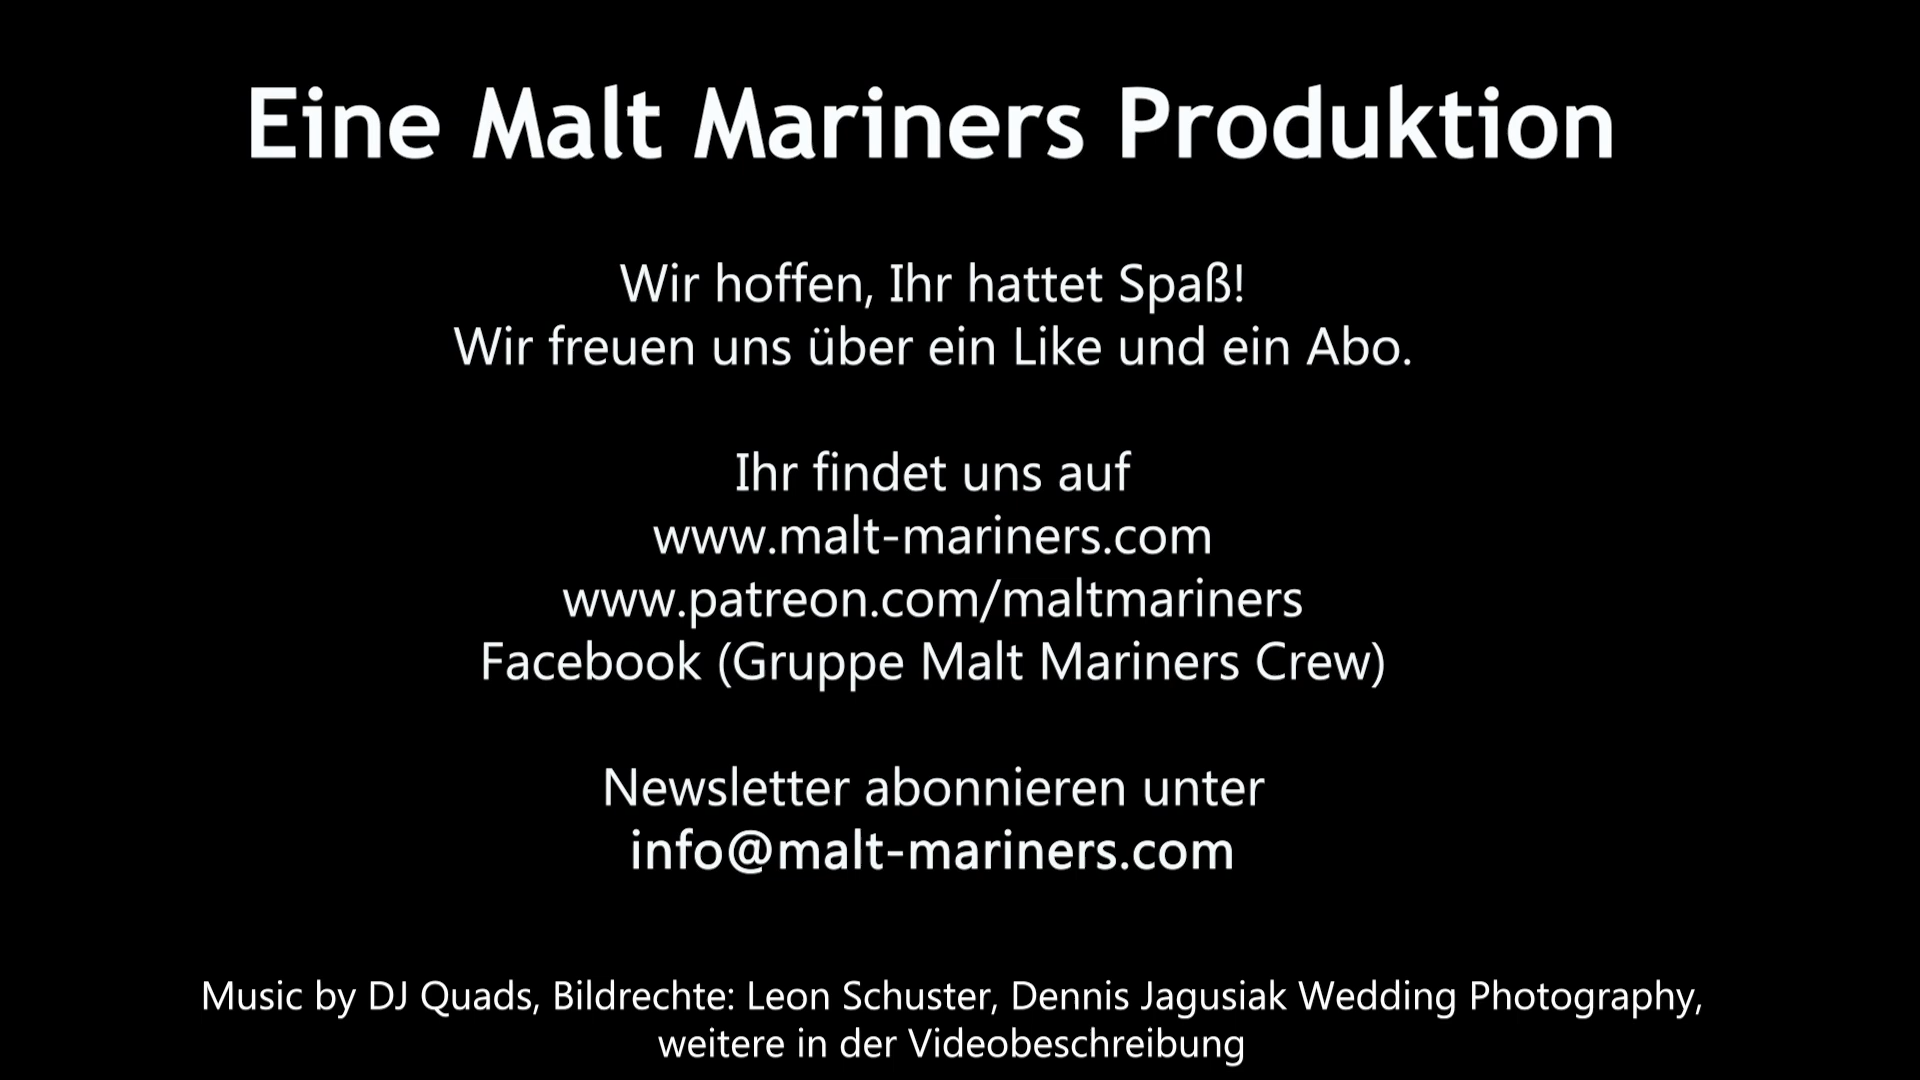 Eine Malt Mariners Produktion
Wir hoffen, Ihr hattet Spaß!
Wir freuen uns über ein Like und ein Abo.
Ihr findet uns auf
www.malt-mariners.com
www.patreon.com/maltmariners
Facebook (Gruppe Malt Mariners Crew)
Newsletter abonnieren unter
info@malt-mariners.com
Music by DJ Quads, Bildrechte: Leon Schuster, Dennis Jagusiak Wedding Photography,
weitere in der Videobeschreibung